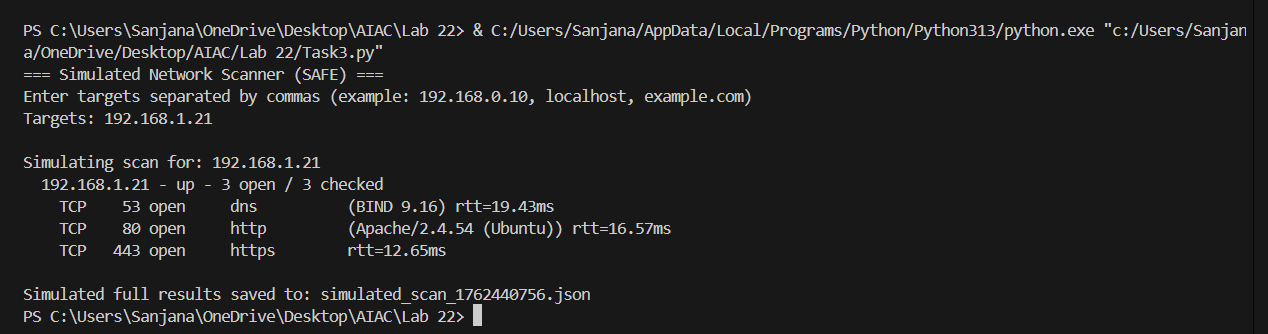 PS C:\Users\Sanjana\OneDrive\Desktop\AIAC\Lab 22> & C:/Users/Sanjana/AppData/Local/Programs/Python/Python313/python.exe "c:/Users/Sanjan
a/OneDrive/Desktop/AIAC/Lab 22/Task3.py"
=== Simulated Network Scanner (SAFE) ===
Enter targets separated by commas (example: 192.168.0.10, localhost, example.com)
Targets: 192.168.1.21
Simulating scan for: 192.168.1.21
  192.168.1.21 - up - 3 open / 3 checked
    TCP    53 open     dns          (BIND 9.16) rtt=19.43ms
    TCP    80 open     http         (Apache/2.4.54 (Ubuntu)) rtt=16.57ms
    TCP   443 open     https        rtt=12.65ms
Simulated full results saved to: simulated_scan_1762440756.json
PS C:\Users\Sanjana\OneDrive\Desktop\AIAC\Lab 22>